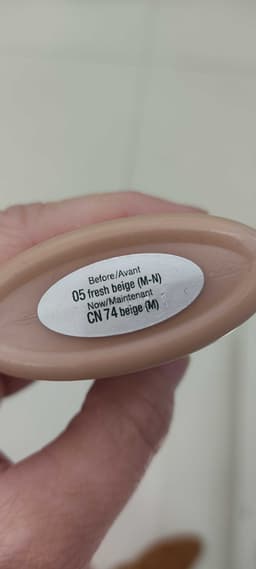 Before/Avant
05 fresh beige (M-N)
Now/Maintenant
CN 74 beige (M)